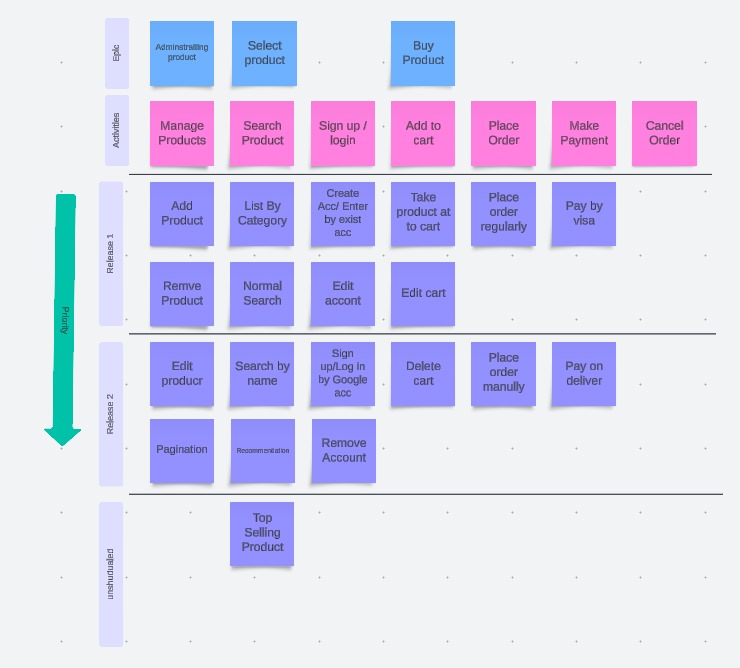 Epic
Adminstrailling
product
Select
product
Buy
Product
Activities
Manage
Products
Search
Product
Sign up /
login
Add to
cart
Place
Order
Make
Payment
Cancel
Order
Priority
Release 1
Add
Product
List By
Category
Create
Acc/ Enter
by exist
acc
Take
product at
to cart
Place
order
regularly
Pay by
visa
Remve
Product
Normal
Search
Edit
accont
Edit cart
Release 2
Edit
producr
Search by
name
Sign
up/Log in
by Google
acc
Delete
cart
Place
order
manully
Pay on
deliver
Pagination
Recommendation
Remove
Account
unshuduled
Top
Selling
Product